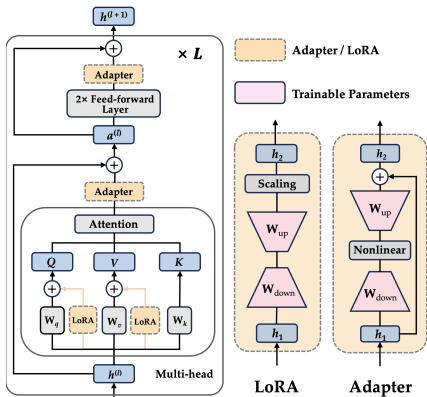 h^(l+1)
× L
Adapter
2× Feed-forward
Layer
a^(l)
Adapter
Attention
Q
V
K
W_q
LoRA
W_v
LoRA
W_k
h^(l)
Multi-head
Adapter / LoRA
Trainable Parameters
h_2
Scaling
W_up
W_down
h_1
LoRA
h_2
W_up
Nonlinear
W_down
h_1
Adapter